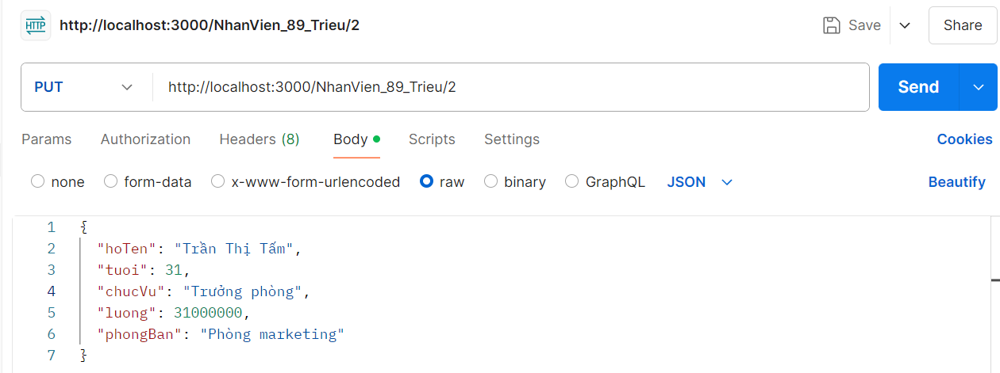 HTTP http://localhost:3000/NhanVien_89_Trieu/2 Save Share
PUT http://localhost:3000/NhanVien_89_Trieu/2 Send
Params Authorization Headers (8) Body Scripts Settings Cookies
none form-data x-www-form-urlencoded raw binary GraphQL JSON Beautify
1 {
2 "hoTen": "Trần Thị Tấm",
3 "tuoi": 31,
4 "chucVu": "Trưởng phòng",
5 "luong": 31000000,
6 "phongBan": "Phòng marketing"
7 }